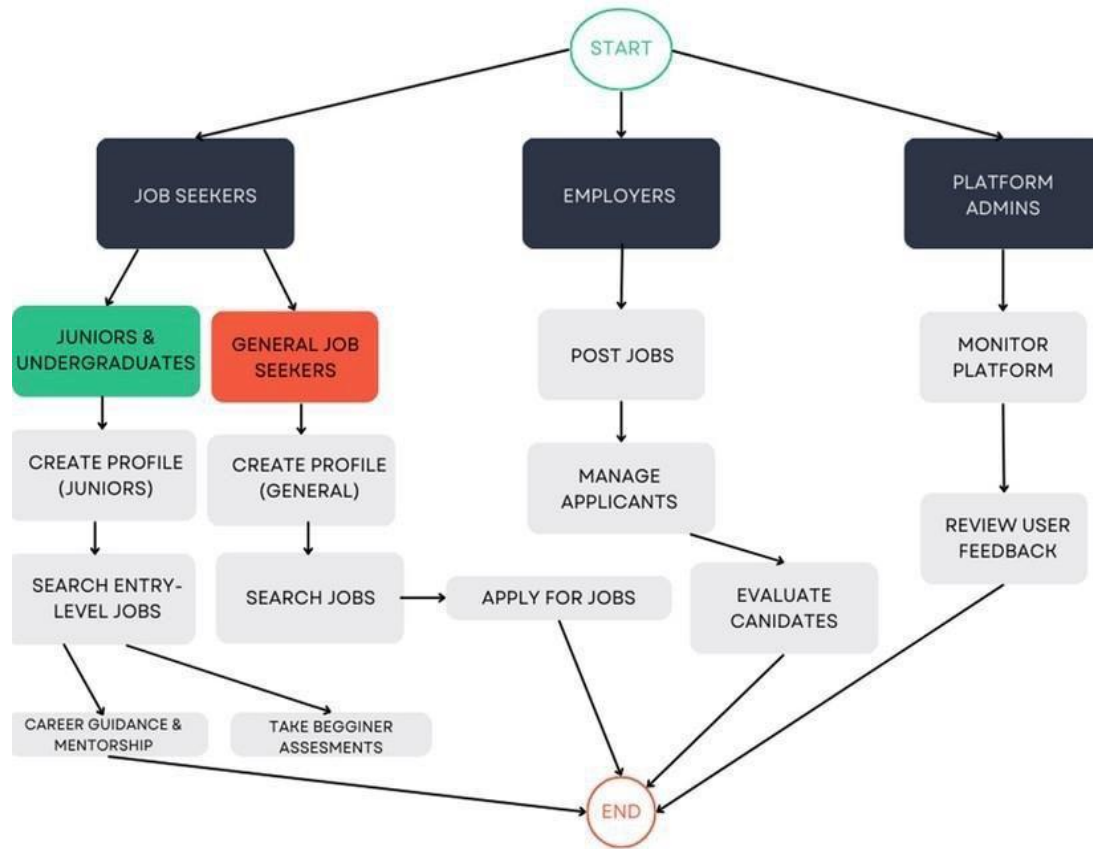 START
JOB SEEKERS
EMPLOYERS
PLATFORM
ADMINS
JUNIORS &
UNDERGRADUATES
GENERAL JOB
SEEKERS
POST JOBS
MONITOR
PLATFORM
CREATE PROFILE
(JUNIORS)
CREATE PROFILE
(GENERAL)
MANAGE
APPLICANTS
REVIEW USER
FEEDBACK
SEARCH ENTRY-
LEVEL JOBS
SEARCH JOBS
APPLY FOR JOBS
EVALUATE
CANIDATES
CAREER GUIDANCE &
MENTORSHIP
TAKE BEGGINER
ASSESMENTS
END